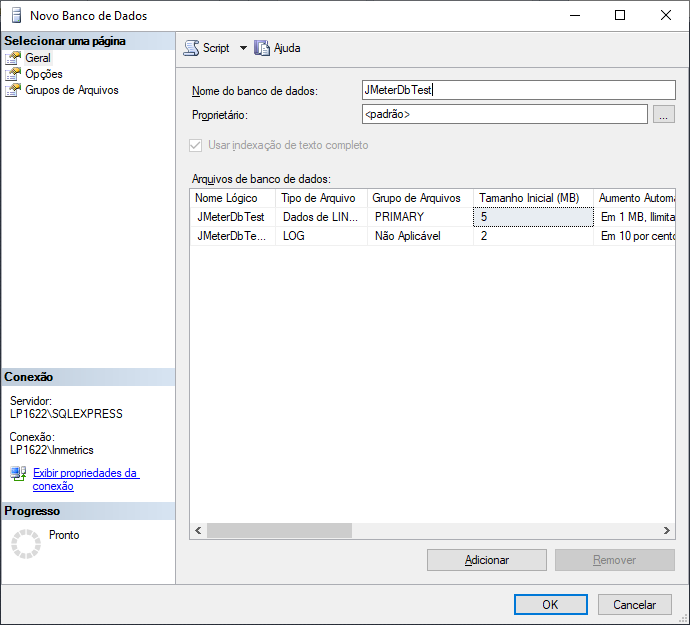 Novo Banco de Dados
Selecionar uma página
Geral
Opções
Grupos de Arquivos
Script
Ajuda
Nome do banco de dados:
JMeterDbTest
Proprietário:
<padrão>
...
Usar indexação de texto completo
Arquivos de banco de dados:
Nome Lógico Tipo de Arquivo Grupo de Arquivos Tamanho Inicial (MB) Aumento Automá
JMeterDbTest Dados de LIN... PRIMARY 5 Em 1 MB, Ilimita
JMeterDbTe... LOG Não Aplicável 2 Em 10 por cento
Conexão
Servidor:
LP1622\SQLEXPRESS
Conexão:
LP1622\Inmetrics
Exibir propriedades da
conexão
Progresso
Pronto
Adicionar
Remover
OK
Cancelar